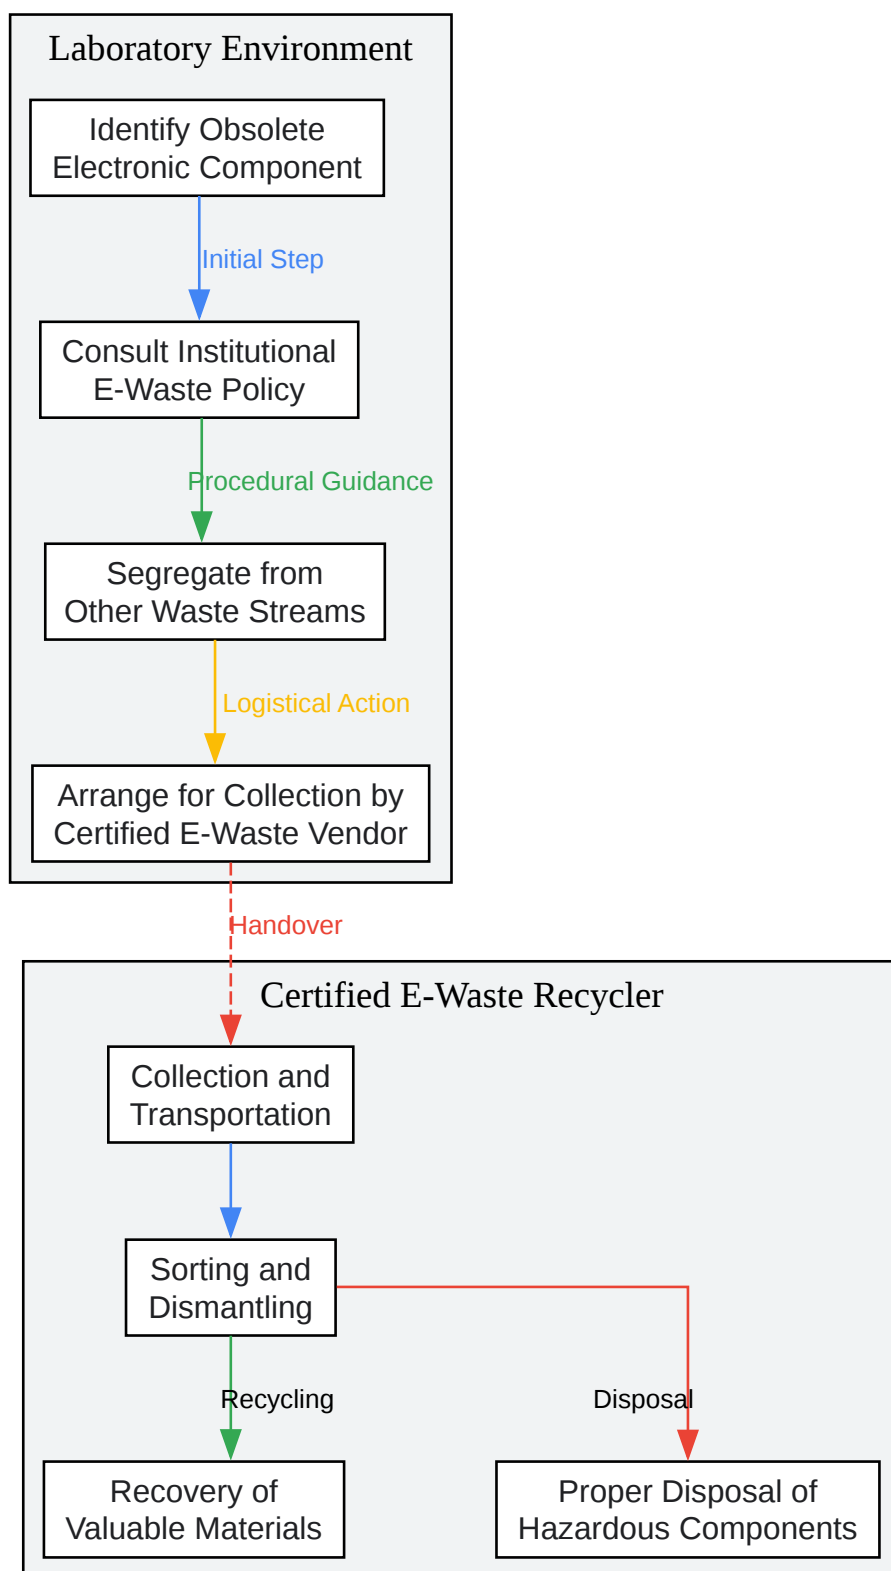 Laboratory Environment
Identify Obsolete
Electronic Component
Initial Step
Consult Institutional
E-Waste Policy
Procedural Guidance
Segregate from
Other Waste Streams
Logistical Action
Arrange for Collection by
Certified E-Waste Vendor
Handover
Certified E-Waste Recycler
Collection and
Transportation
Sorting and
Dismantling
Recycling
Disposal
Recovery of
Valuable Materials
Proper Disposal of
Hazardous Components